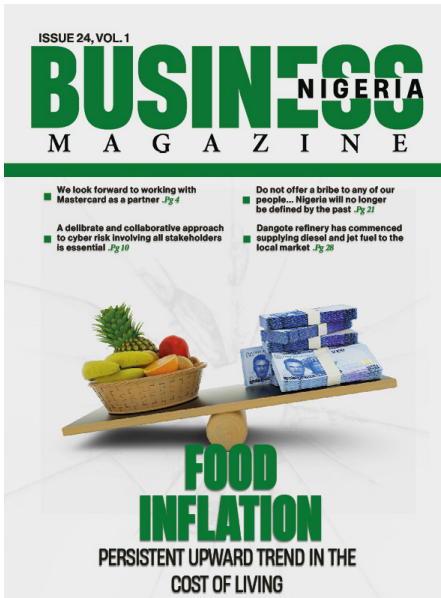 ISSUE 24, VOL. 1
BUSINESS
NIGERIA
MAGAZINE
We look forward to working with
Mastercard as a partner .Pg 4
A delibrate and collaborative approach
to cyber risk involving all stakeholders
is essential .Pg 10
Do not offer a bribe to any of our
people... Nigeria will no longer
be defined by the past .Pg 21
Dangote refinery has commenced
supplying diesel and jet fuel to the
local market .Pg 28
FOOD
INFLATION
PERSISTENT UPWARD TREND IN THE
COST OF LIVING